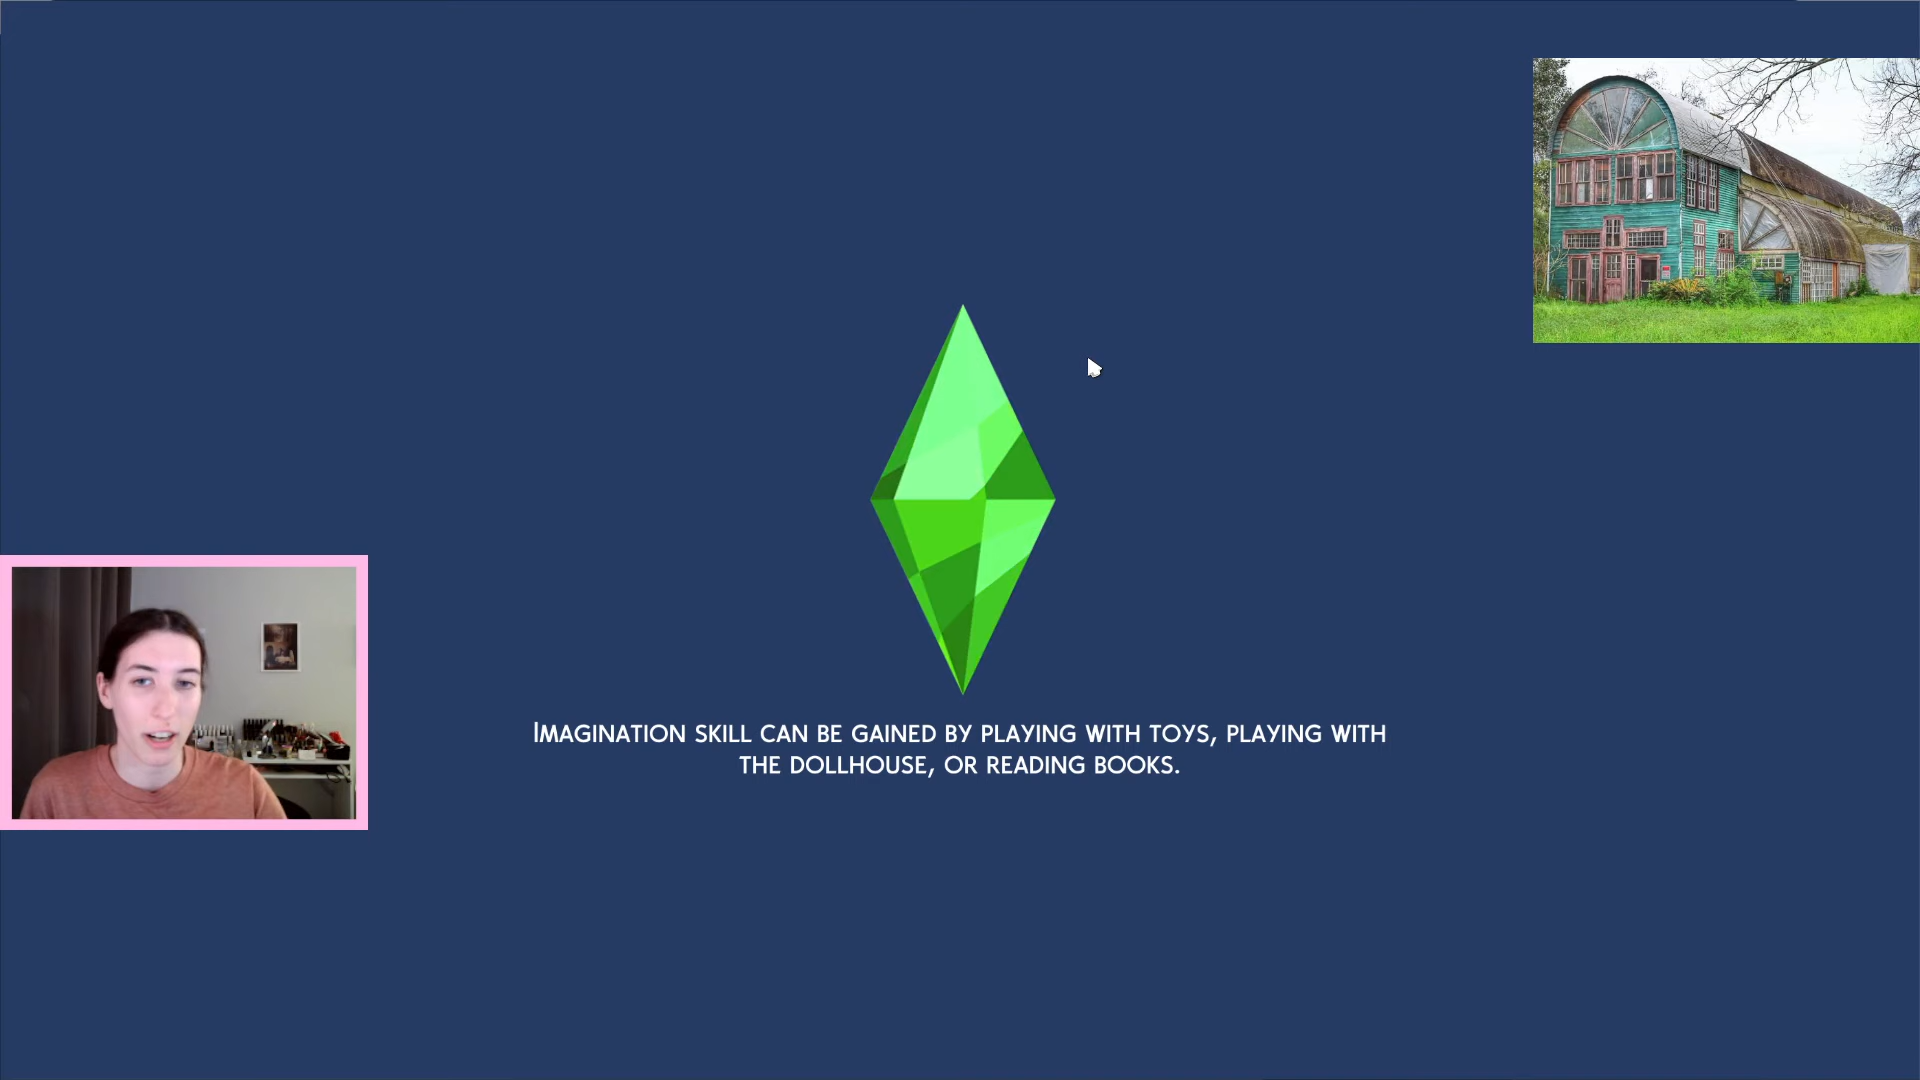 IMAGINATION SKILL CAN BE GAINED BY PLAYING WITH TOYS, PLAYING WITH
THE DOLLHOUSE, OR READING BOOKS.